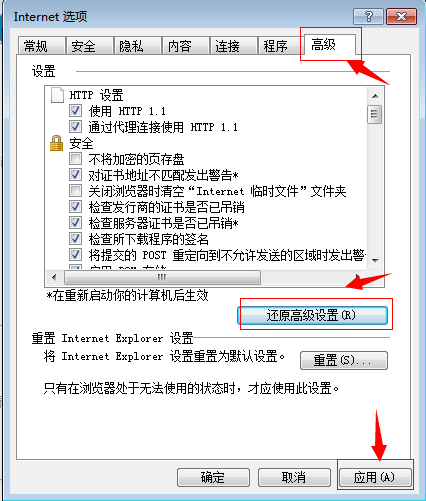 Internet 选项
常规 安全 隐私 内容 连接 程序 高级
设置
HTTP 设置
使用 HTTP 1.1
通过代理连接使用 HTTP 1.1
安全
不将加密的页存盘
对证书地址不匹配发出警告*
关闭浏览器时清空“Internet 临时文件”文件夹
检查发行商的证书是否已吊销
检查服务器证书是否已吊销*
检查所下载程序的签名
将提交的 POST 重定向到不允许发送的区域时发出警
启用 DOM 存储
*在重新启动你的计算机后生效
还原高级设置(R)
重置 Internet Explorer 设置
将 Internet Explorer 设置重置为默认设置。
重置(S)...
只有在浏览器处于无法使用的状态时，才应使用此设置。
确定 取消 应用(A)